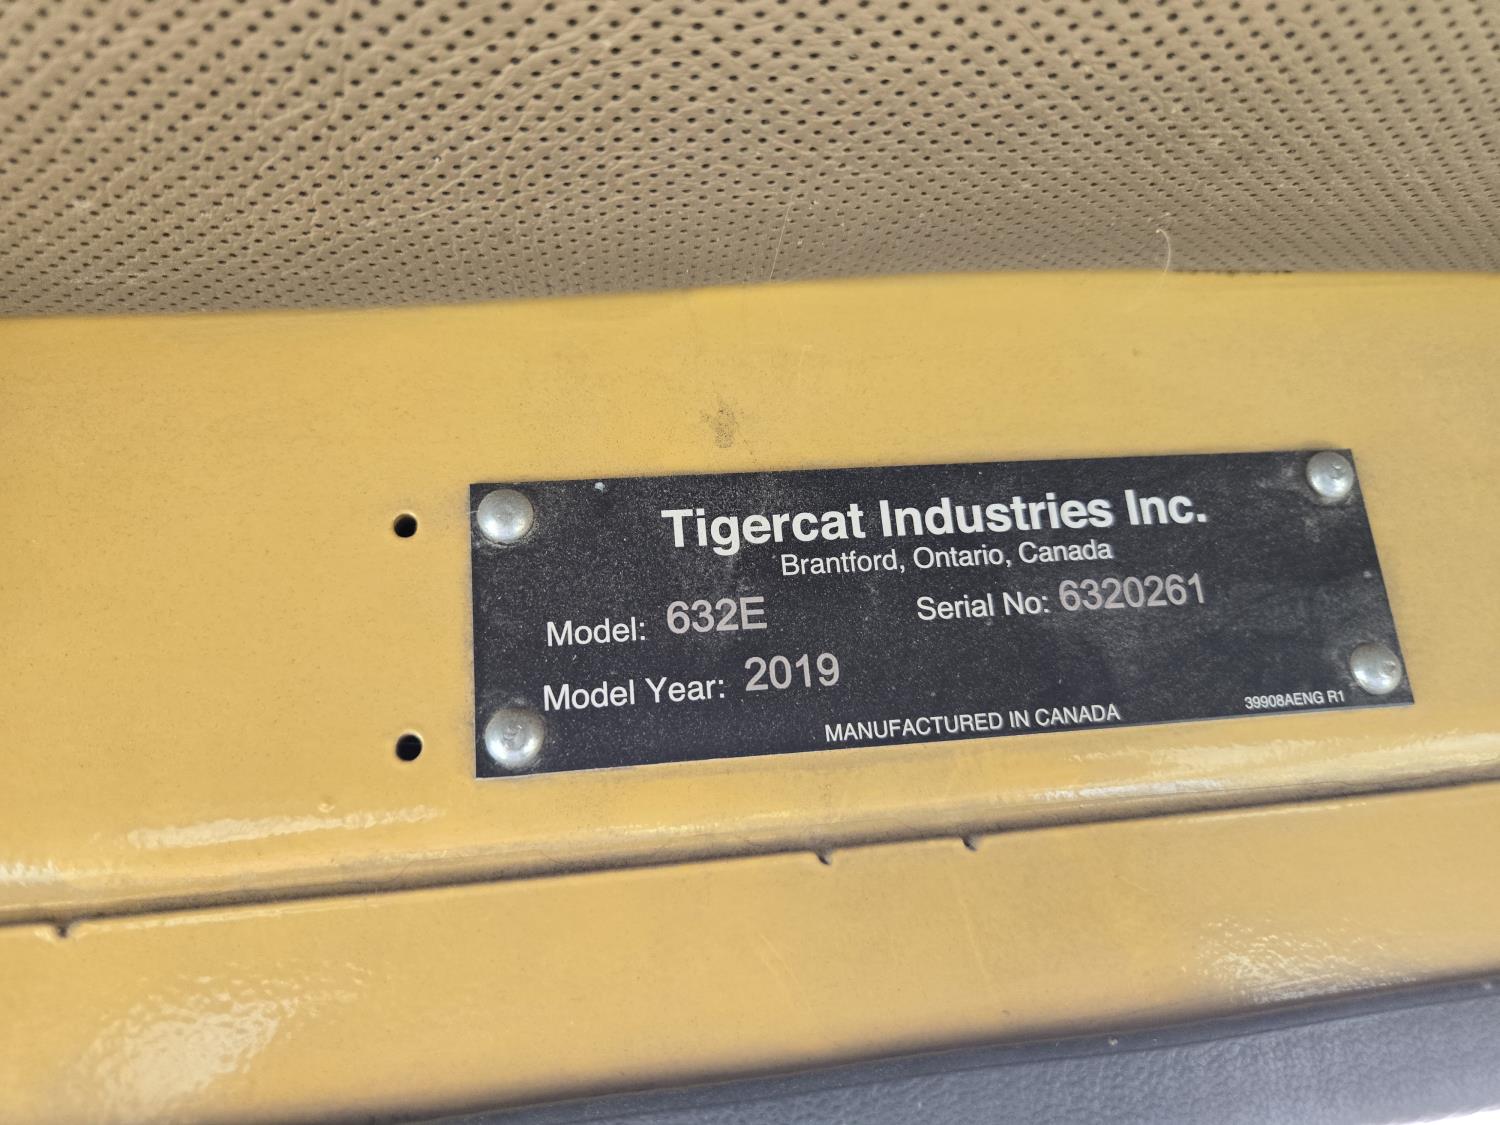 Tigercat Industries Inc.
Brantford, Ontario, Canada
Model: 632E Serial No: 6320261
Model Year: 2019
MANUFACTURED IN CANADA
39908AENG R1